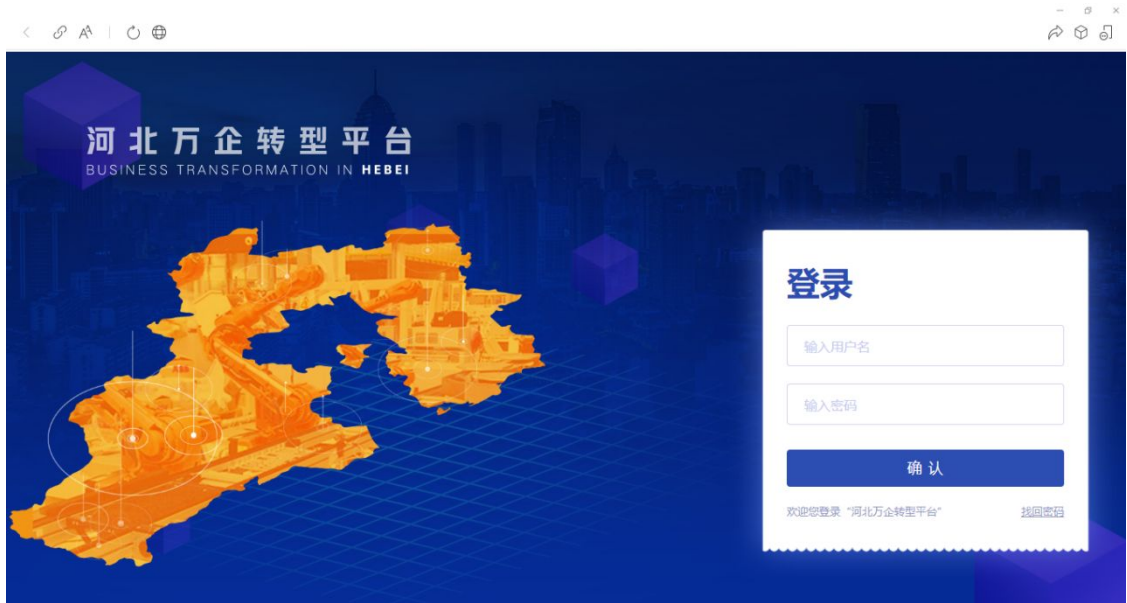 河北万企转型平台
BUSINESS TRANSFORMATION IN HEBEI
登录
输入用户名
输入密码
确认
欢迎您登录“河北万企转型平台”
找回密码